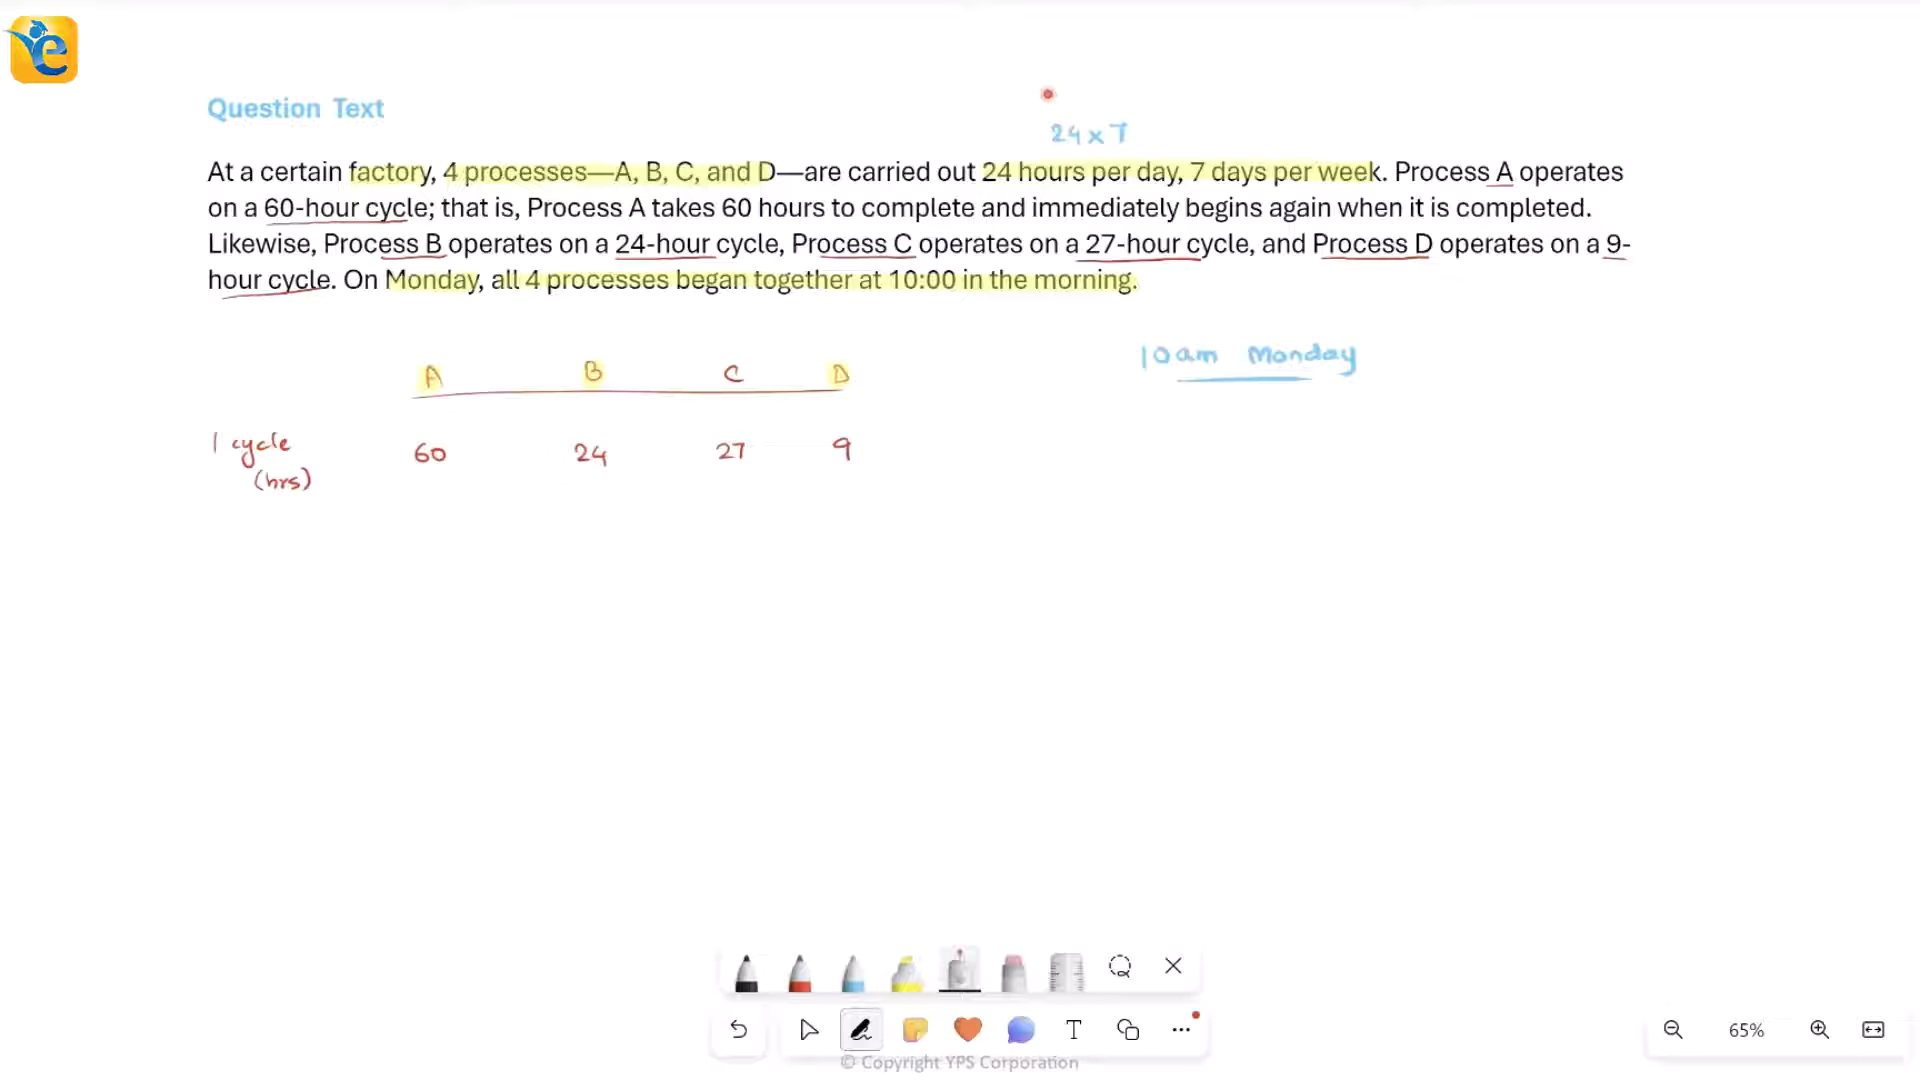 e
Question Text
24 x 7
At a certain factory, 4 processes—A, B, C, and D—are carried out 24 hours per day, 7 days per week. Process A operates
on a 60-hour cycle; that is, Process A takes 60 hours to complete and immediately begins again when it is completed.
Likewise, Process B operates on a 24-hour cycle, Process C operates on a 27-hour cycle, and Process D operates on a 9-
hour cycle. On Monday, all 4 processes began together at 10:00 in the morning.
10am Monday
A B C D
1 cycle 60 24 27 9
(hrs)
T
65%
© Copyright YPS Corporation